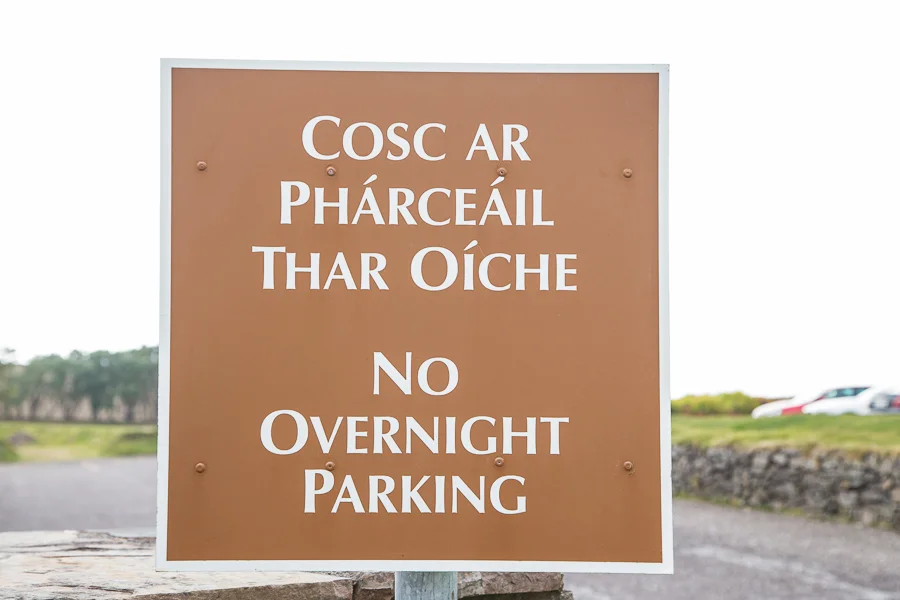 COSC AR
PHÁRCEÁIL
THAR OÍCHE
NO
OVERNIGHT
PARKING